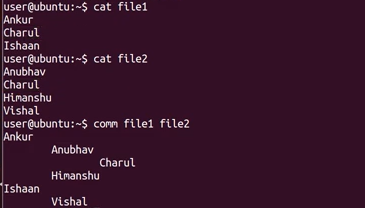 user@ubuntu:~$ cat file1
Ankur
Charul
Ishaan
user@ubuntu:~$ cat file2
Anubhav
Charul
Himanshu
Vishal
user@ubuntu:~$ comm file1 file2
Ankur
        Anubhav
                Charul
        Himanshu
Ishaan
        Vishal